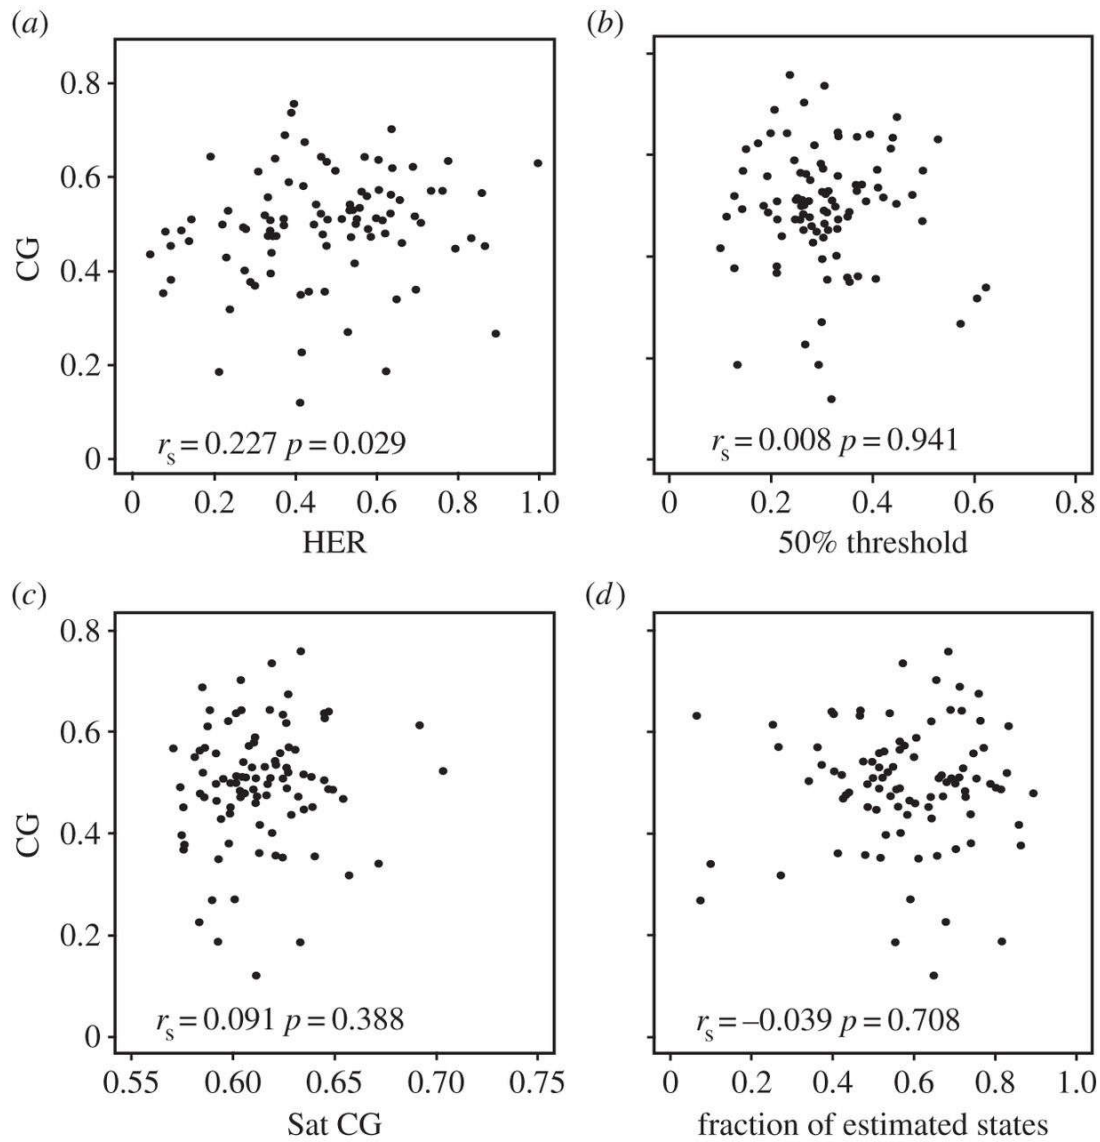 (a)
0.8
0.6
CG
0.4
0.2
0
r_s = 0.227 p = 0.029
0 0.2 0.4 0.6 0.8 1.0
HER
(b)
r_s = 0.008 p = 0.941
0 0.2 0.4 0.6 0.8
50% threshold
(c)
0.8
0.6
CG
0.4
0.2
0
r_s = 0.091 p = 0.388
0.55 0.60 0.65 0.70 0.75
Sat CG
(d)
r_s = –0.039 p = 0.708
0 0.2 0.4 0.6 0.8 1.0
fraction of estimated states